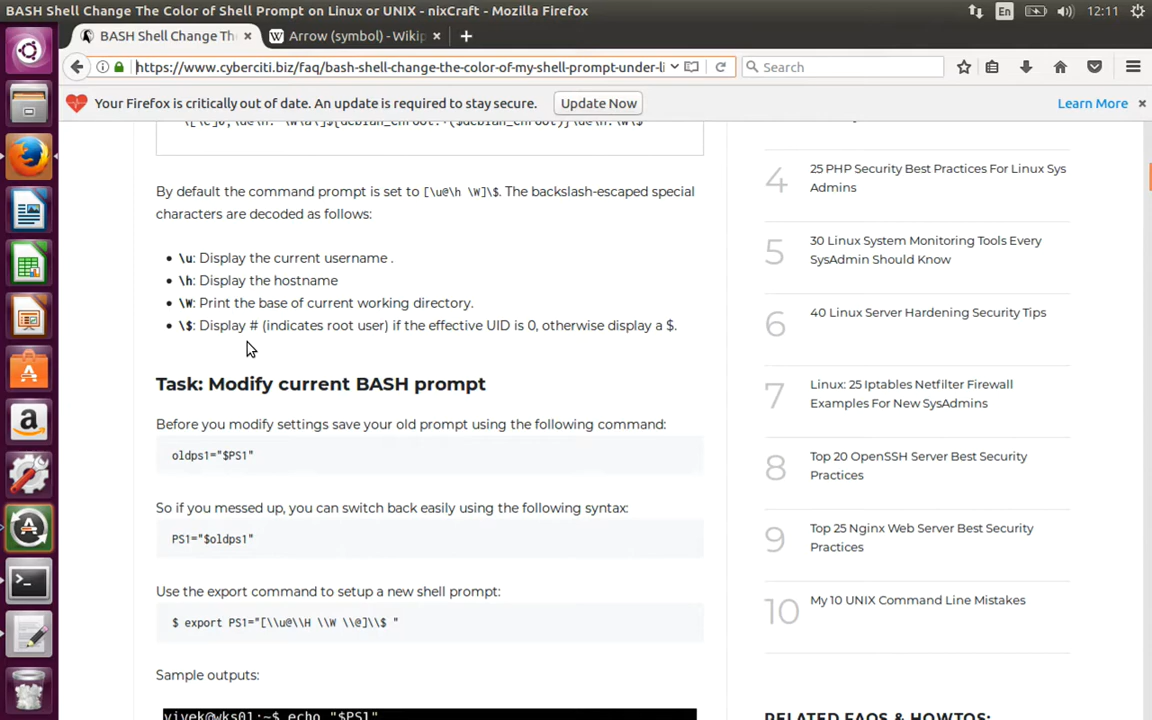 BASH Shell Change The Color of Shell Prompt on Linux or UNIX - nixCraft - Mozilla Firefox
En
12:11
BASH Shell Change The
Arrow (symbol) - Wikip
https://www.cyberciti.biz/faq/bash-shell-change-the-color-of-my-shell-prompt-under-li
Search
Your Firefox is critically out of date. An update is required to stay secure.
Update Now
Learn More
By default the command prompt is set to [\u@\h \W]\$. The backslash-escaped special
characters are decoded as follows:
\u: Display the current username .
\h: Display the hostname
\W: Print the base of current working directory.
\$: Display # (indicates root user) if the effective UID is 0, otherwise display a $.
Task: Modify current BASH prompt
Before you modify settings save your old prompt using the following command:
oldps1="$PS1"
So if you messed up, you can switch back easily using the following syntax:
PS1="$oldps1"
Use the export command to setup a new shell prompt:
$ export PS1="[\\u@\\H \\W \\@]\\$ "
Sample outputs:
vivek@wks01:~$ echo "$PS1"
4
25 PHP Security Best Practices For Linux Sys
Admins
5
30 Linux System Monitoring Tools Every
SysAdmin Should Know
6
40 Linux Server Hardening Security Tips
7
Linux: 25 Iptables Netfilter Firewall
Examples For New SysAdmins
8
Top 20 OpenSSH Server Best Security
Practices
9
Top 25 Nginx Web Server Best Security
Practices
10
My 10 UNIX Command Line Mistakes
RELATED FAQS & HOWTOS: